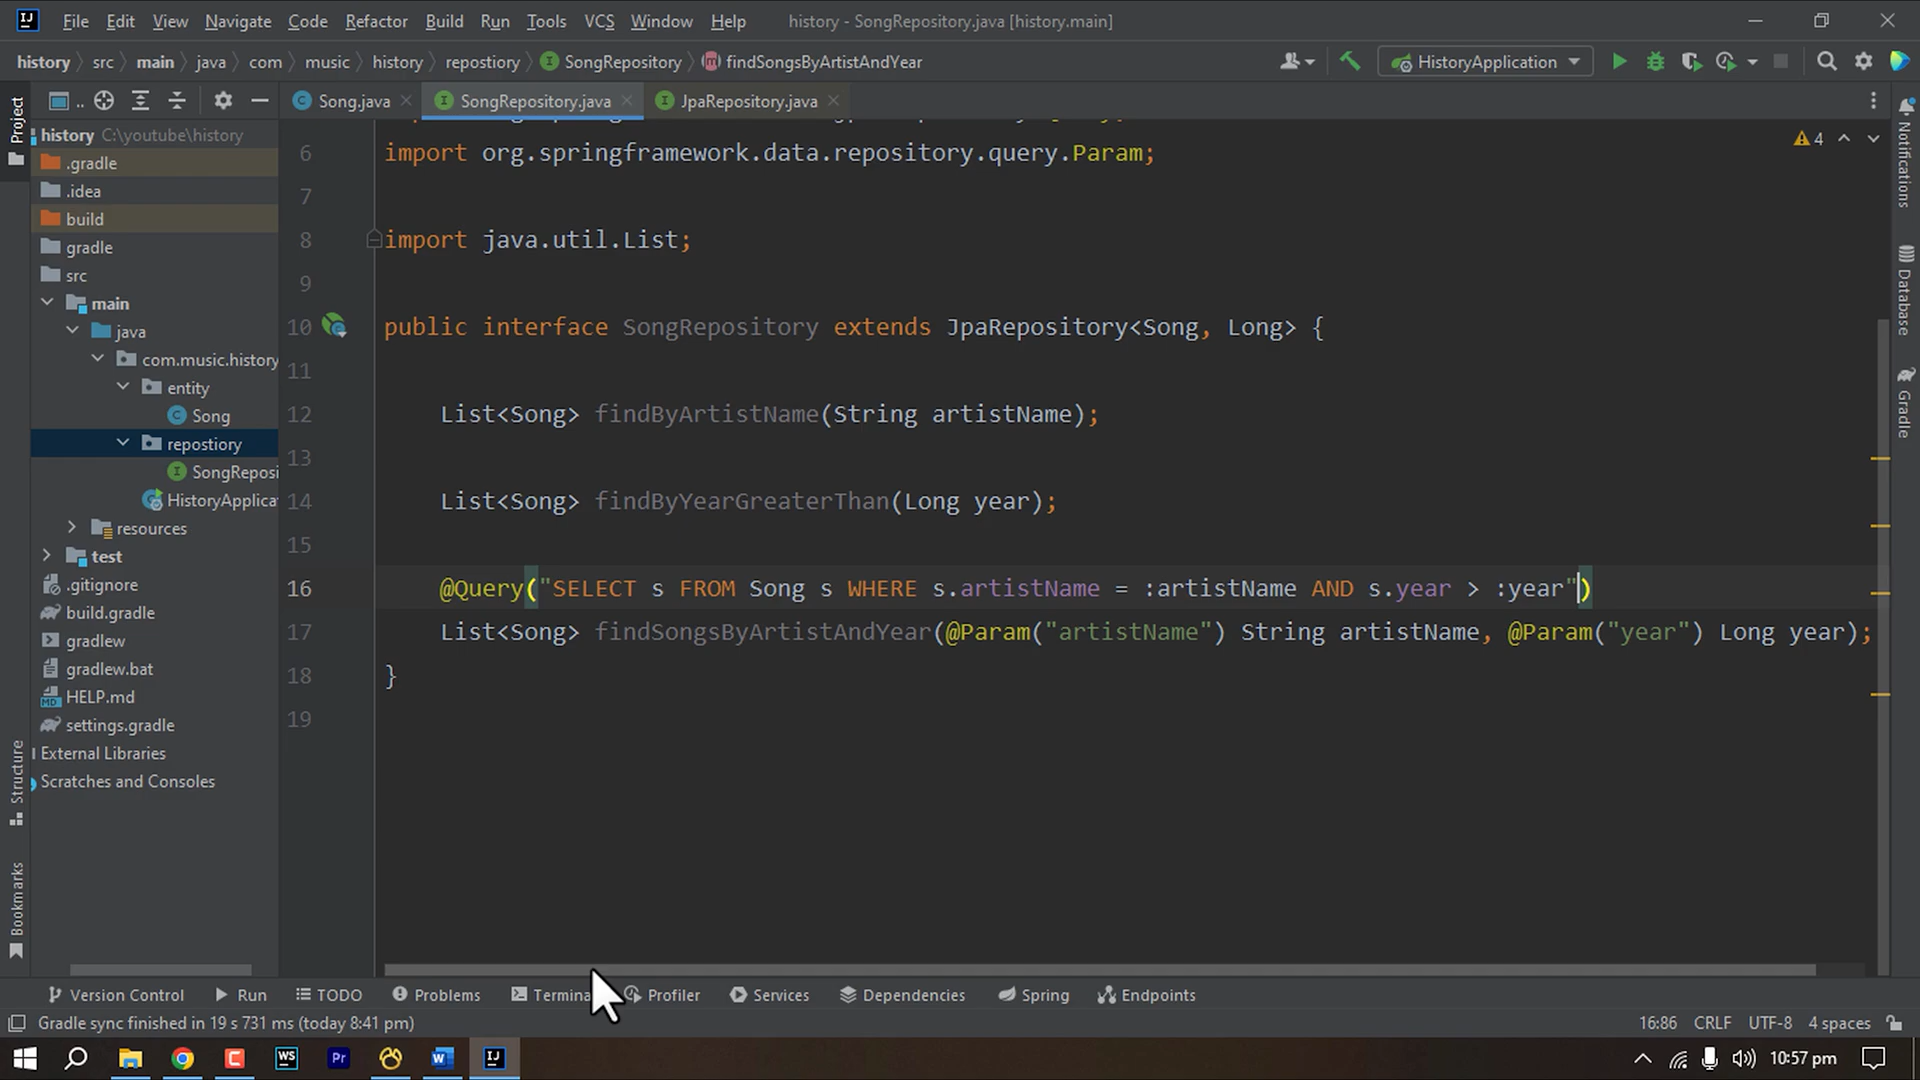 File Edit View Navigate Code Refactor Build Run Tools VCS Window Help history - SongRepository.java [history.main]
history src main java com music history repostiory SongRepository findSongsByArtistAndYear HistoryApplication
Project .. Song.java SongRepository.java JpaRepository.java
history C:\youtube\history
.gradle
.idea
build
gradle
src
main
java
com.music.history
entity
Song
repostiory
SongReposi
HistoryApplica
resources
test
.gitignore
build.gradle
gradlew
gradlew.bat
HELP.md
settings.gradle
External Libraries
Scratches and Consoles
Structure
Bookmarks
4
6 import org.springframework.data.repository.query.Param;
7
8 import java.util.List;
9
10 public interface SongRepository extends JpaRepository<Song, Long> {
11
12 List<Song> findByArtistName(String artistName);
13
14 List<Song> findByYearGreaterThan(Long year);
15
16 @Query("SELECT s FROM Song s WHERE s.artistName = :artistName AND s.year > :year")
17 List<Song> findSongsByArtistAndYear(@Param("artistName") String artistName, @Param("year") Long year);
18 }
19
Notifications
Database
Gradle
Version Control Run TODO Problems Termina Profiler Services Dependencies Spring Endpoints
Gradle sync finished in 19 s 731 ms (today 8:41 pm) 16:86 CRLF UTF-8 4 spaces
WS Pr W IJ 10:57 pm